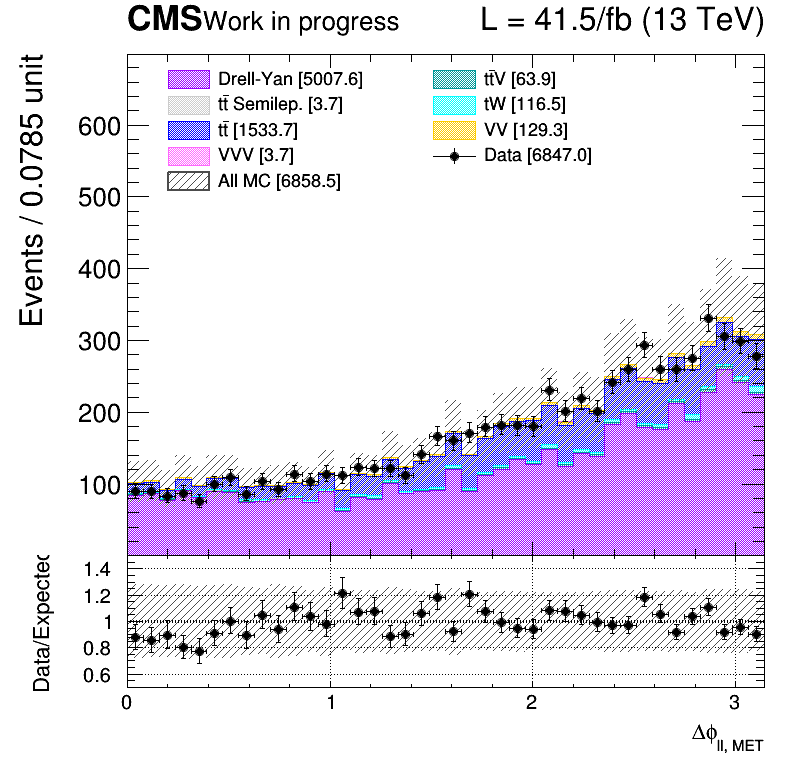 CMS Work in progress L = 41.5/fb (13 TeV)
Events / 0.0785 unit
Drell-Yan [5007.6]
tt̄ Semilep. [3.7]
tt̄ [1533.7]
VVV [3.7]
All MC [6858.5]
tt̄V [63.9]
tW [116.5]
VV [129.3]
Data [6847.0]
600
500
400
300
200
100
Data/Expected
1.4
1.2
1
0.8
0.6
0 1 2 3
Δϕll, MET